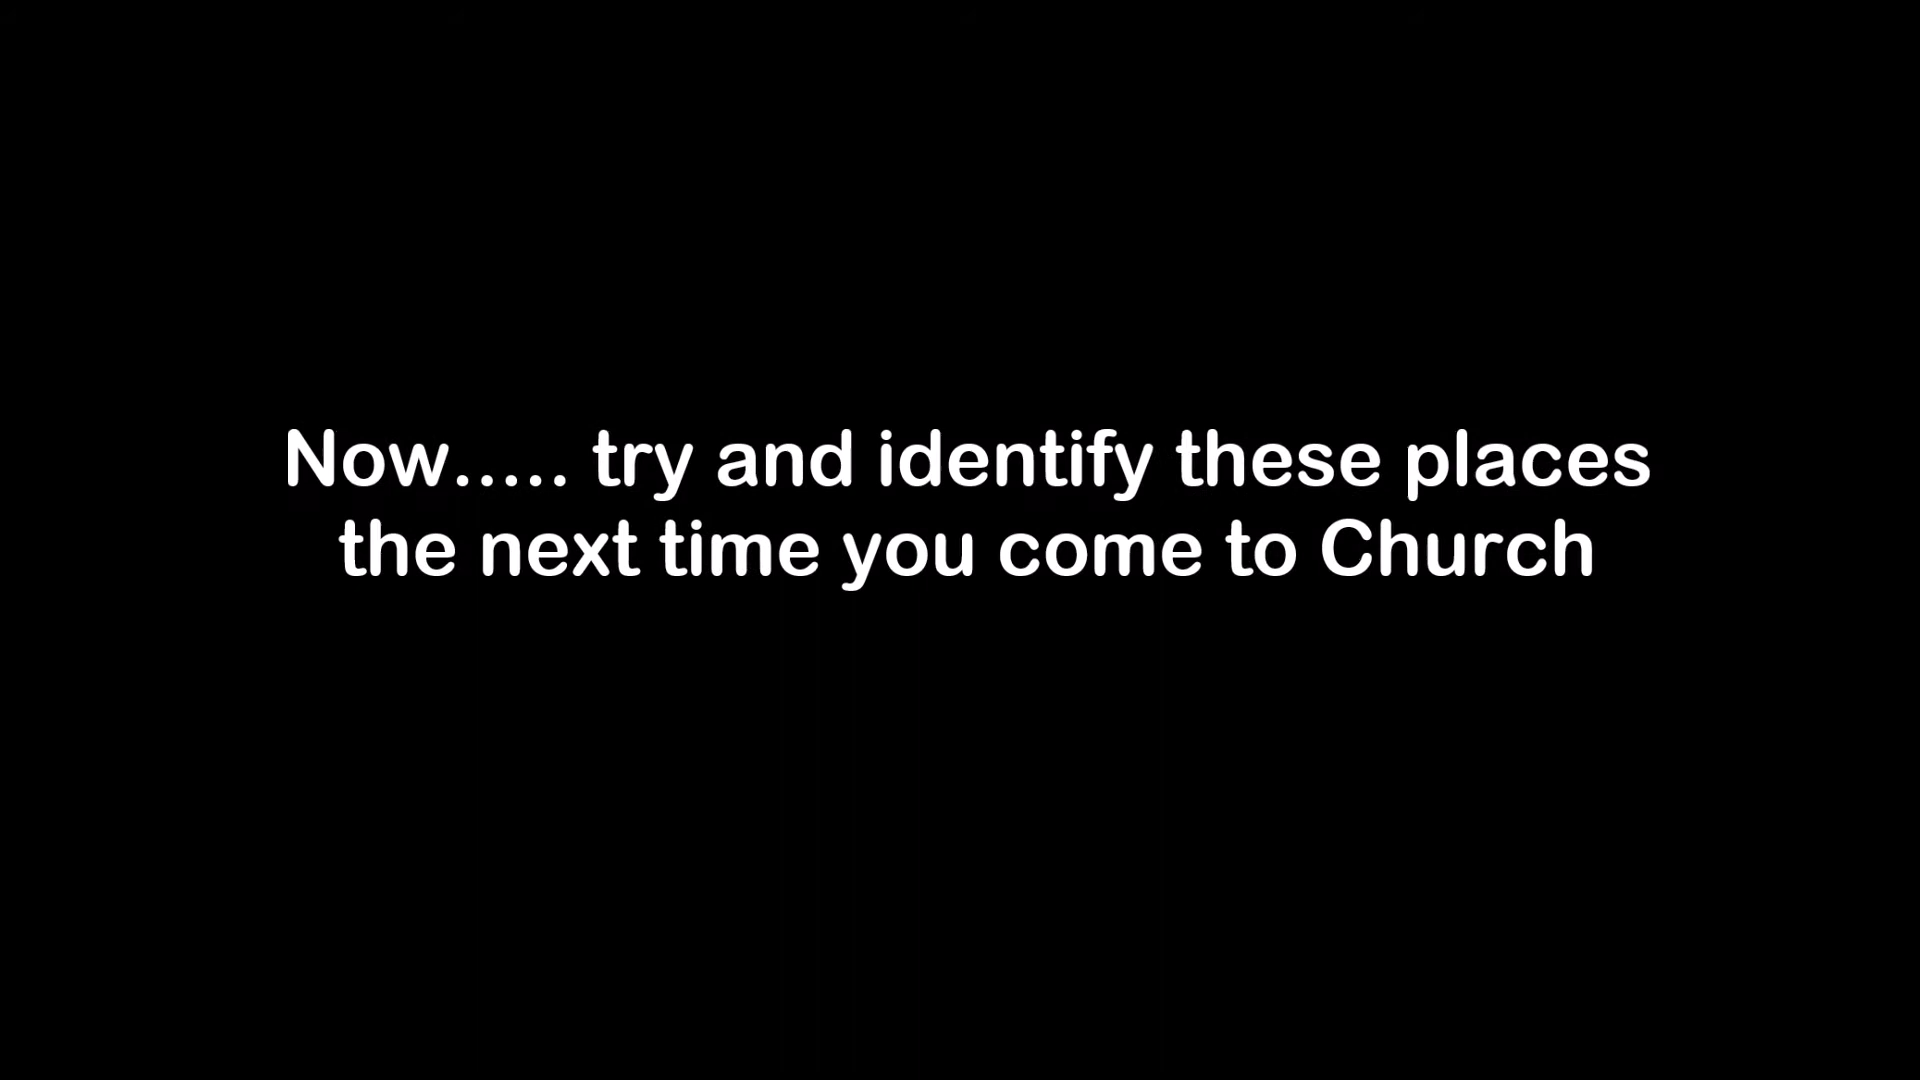 Now..... try and identify these places
the next time you come to Church